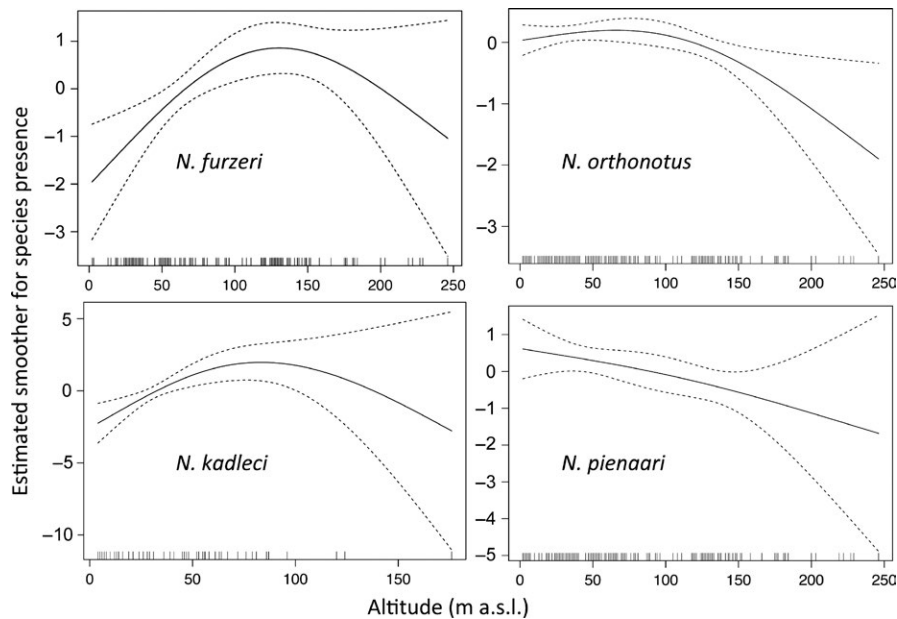 Estimated smoother for species presence
1
0
−1
−2
−3
N. furzeri
0 50 100 150 200 250
0
−1
−2
−3
N. orthonotus
0 50 100 150 200 250
5
0
−5
−10
N. kadleci
0 50 100 150
1
0
−1
−2
−3
−4
−5
N. pienaari
0 50 100 150 200 250
Altitude (m a.s.l.)